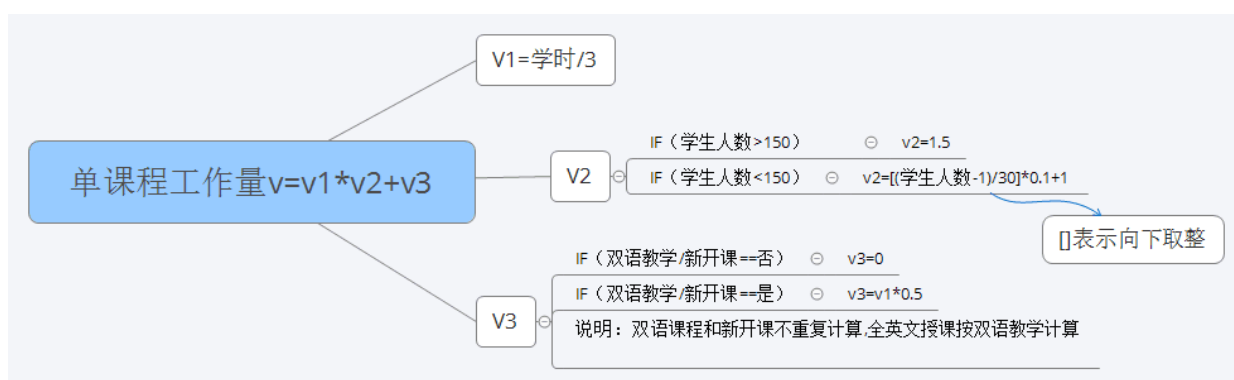 V1=学时/3
单课程工作量v=v1*v2+v3
V2
IF（学生人数>150） v2=1.5
IF（学生人数<150） v2=[(学生人数-1)/30]*0.1+1
[]表示向下取整
V3
IF（双语教学/新开课==否） v3=0
IF（双语教学/新开课==是） v3=v1*0.5
说明：双语课程和新开课不重复计算,全英文授课按双语教学计算